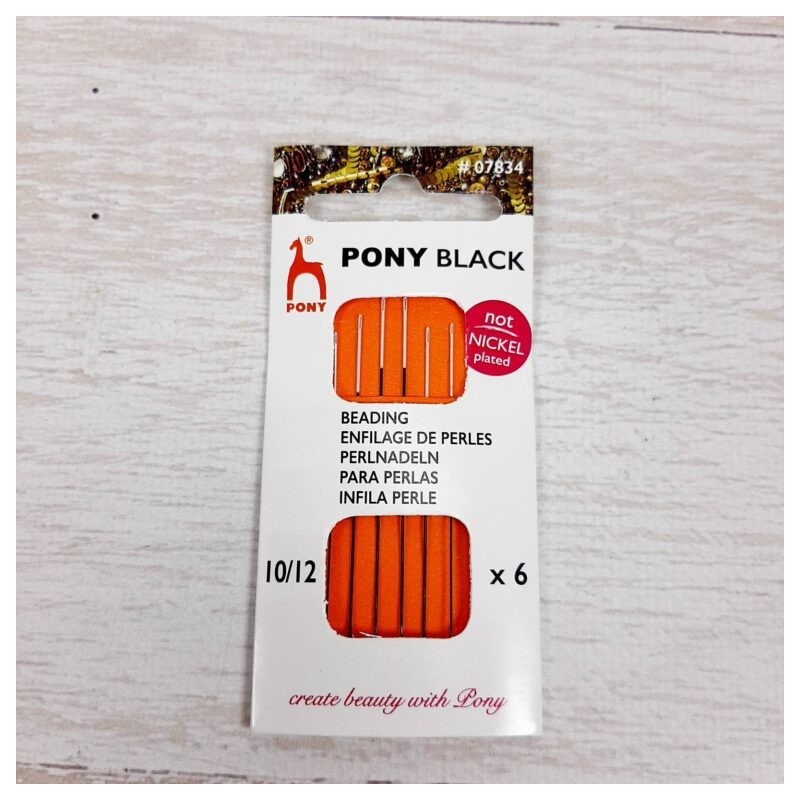 # 07834
®
PONY
PONY BLACK
not
NICKEL
plated
BEADING
ENFILAGE DE PERLES
PERLNADELN
PARA PERLAS
INFILA PERLE
10/12
x 6
create beauty with Pony